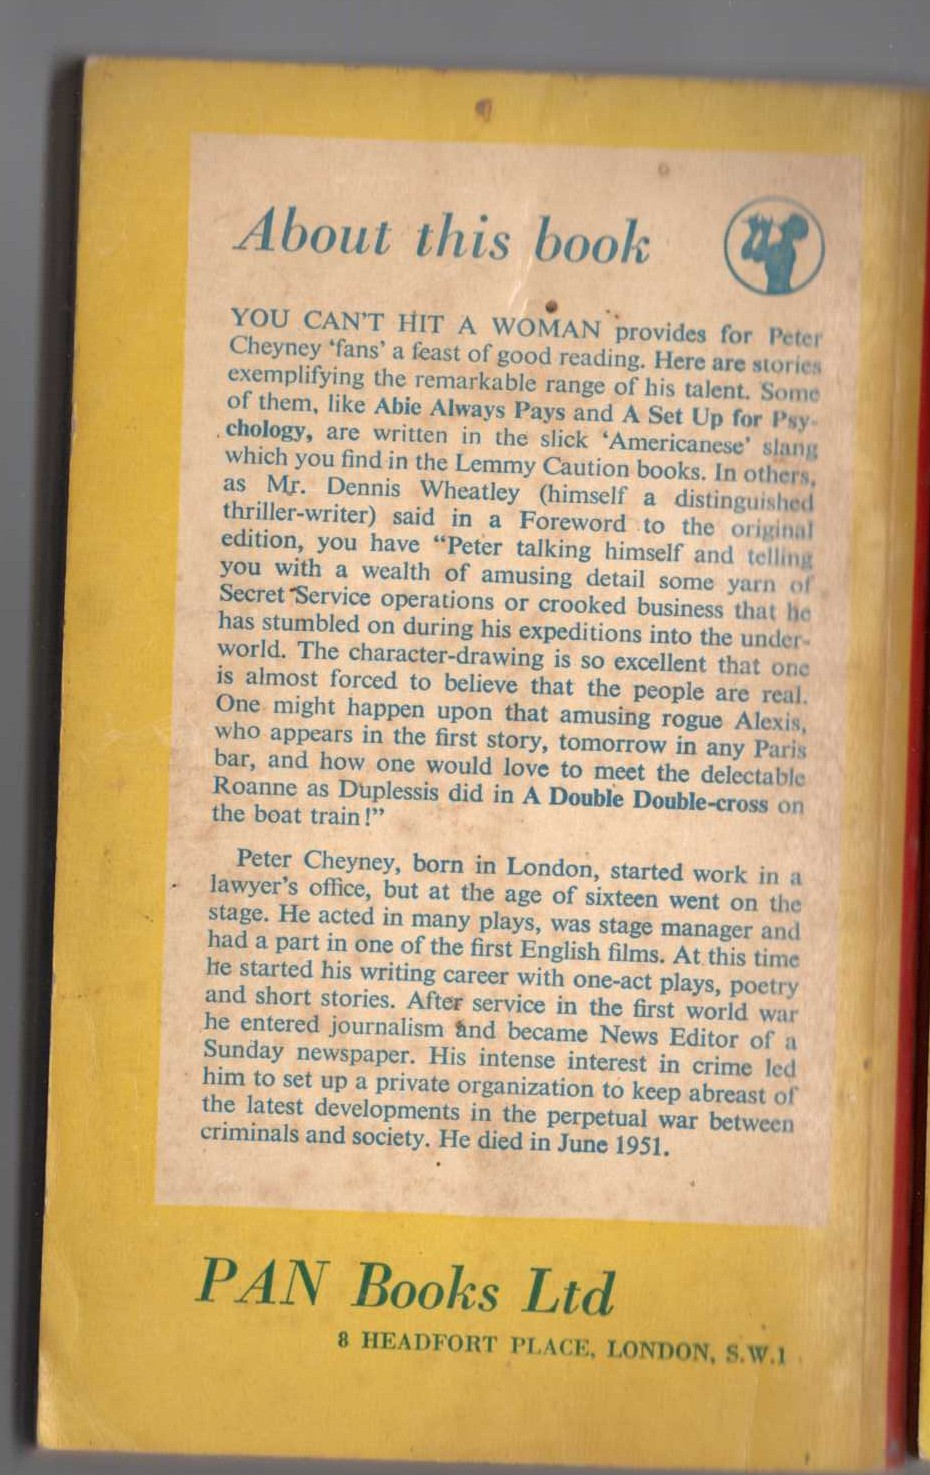 About this book
YOU CAN'T HIT A WOMAN provides for Peter
Cheyney 'fans' a feast of good reading. Here are stories
exemplifying the remarkable range of his talent. Some
of them, like Abie Always Pays and A Set Up for Psy-
chology, are written in the slick 'Americanese' slang
which you find in the Lemmy Caution books. In others,
as Mr. Dennis Wheatley (himself a distinguished
thriller-writer) said in a Foreword to the original
edition, you have "Peter talking himself and telling
you with a wealth of amusing detail some yarn of
Secret Service operations or crooked business that he
has stumbled on during his expeditions into the under-
world. The character-drawing is so excellent that one
is almost forced to believe that the people are real.
One might happen upon that amusing rogue Alexis,
who appears in the first story, tomorrow in any Paris
bar, and how one would love to meet the delectable
Roanne as Duplessis did in A Double Double-cross on
the boat train!"
Peter Cheyney, born in London, started work in a
lawyer's office, but at the age of sixteen went on the
stage. He acted in many plays, was stage manager and
had a part in one of the first English films. At this time
he started his writing career with one-act plays, poetry
and short stories. After service in the first world war
he entered journalism and became News Editor of a
Sunday newspaper. His intense interest in crime led
him to set up a private organization to keep abreast of
the latest developments in the perpetual war between
criminals and society. He died in June 1951.
PAN Books Ltd
8 HEADFORT PLACE, LONDON, S.W.1